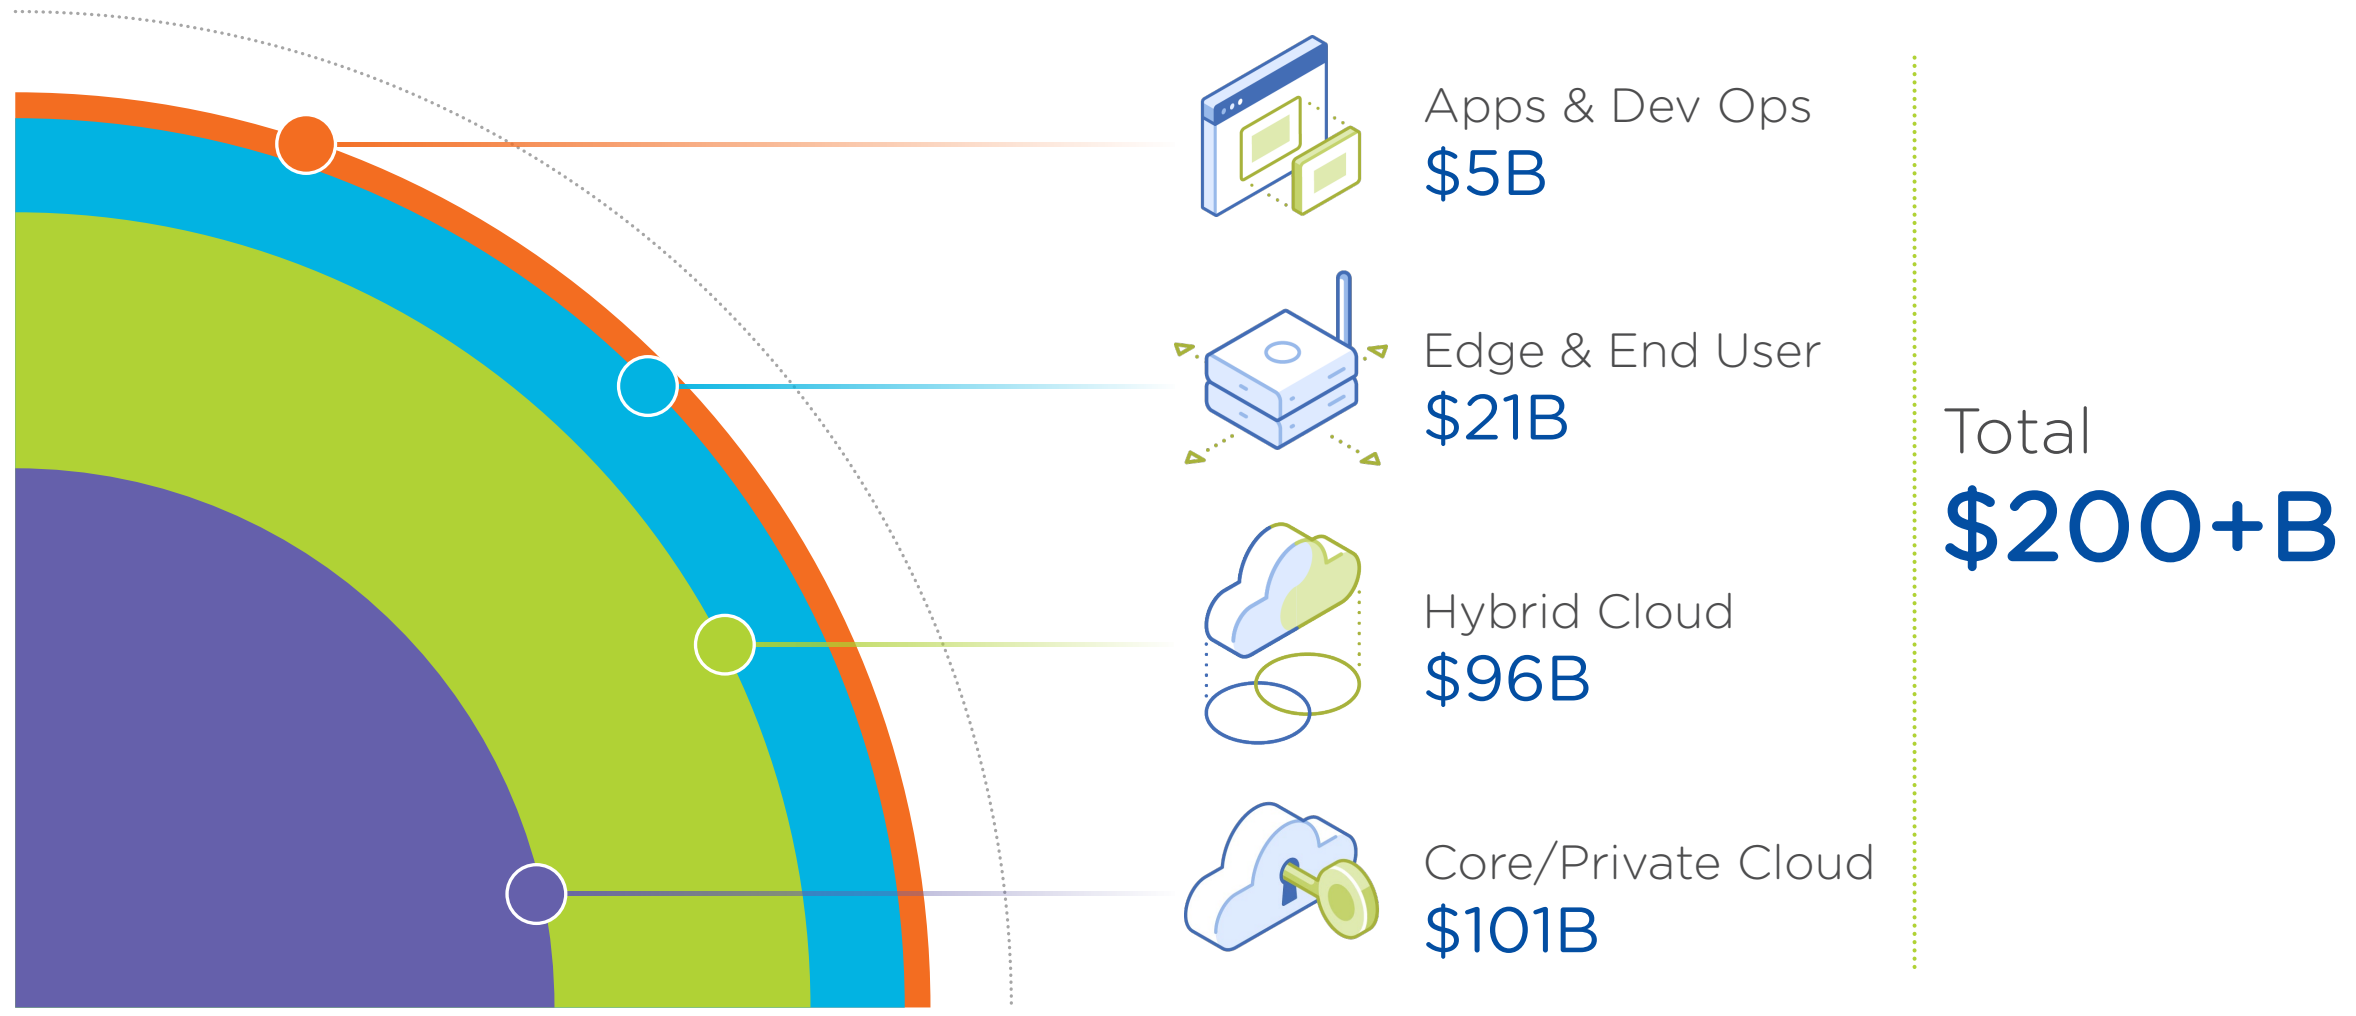 Apps & Dev Ops
$5B
Edge & End User
$21B
Hybrid Cloud
$96B
Core/Private Cloud
$101B
Total
$200+B